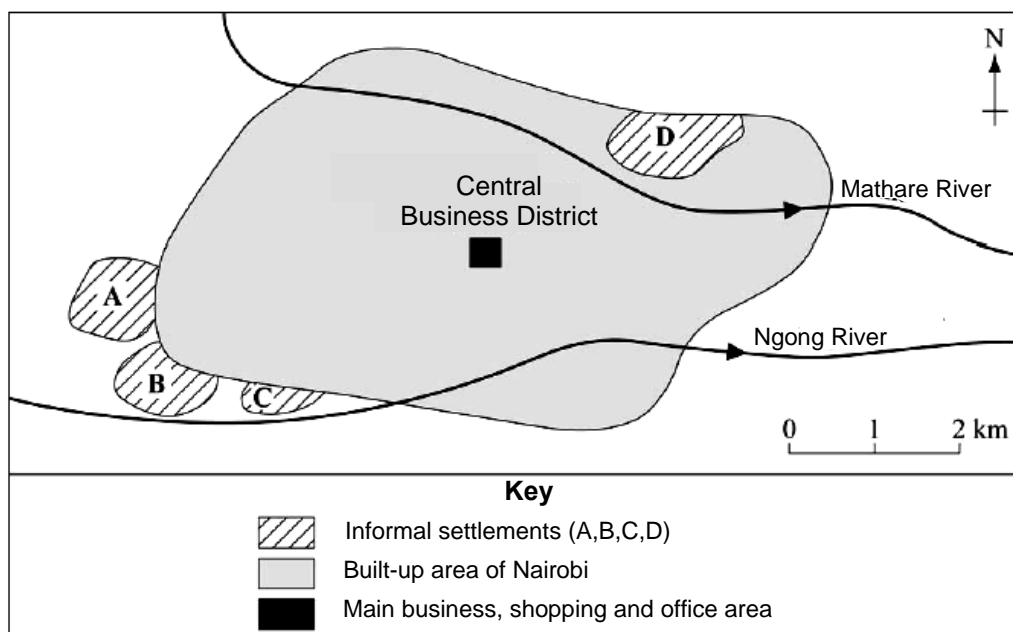 N
D
Central
Business District
Mathare River
A
Ngong River
B
C
0 1 2 km
Key
Informal settlements (A,B,C,D)
Built-up area of Nairobi
Main business, shopping and office area